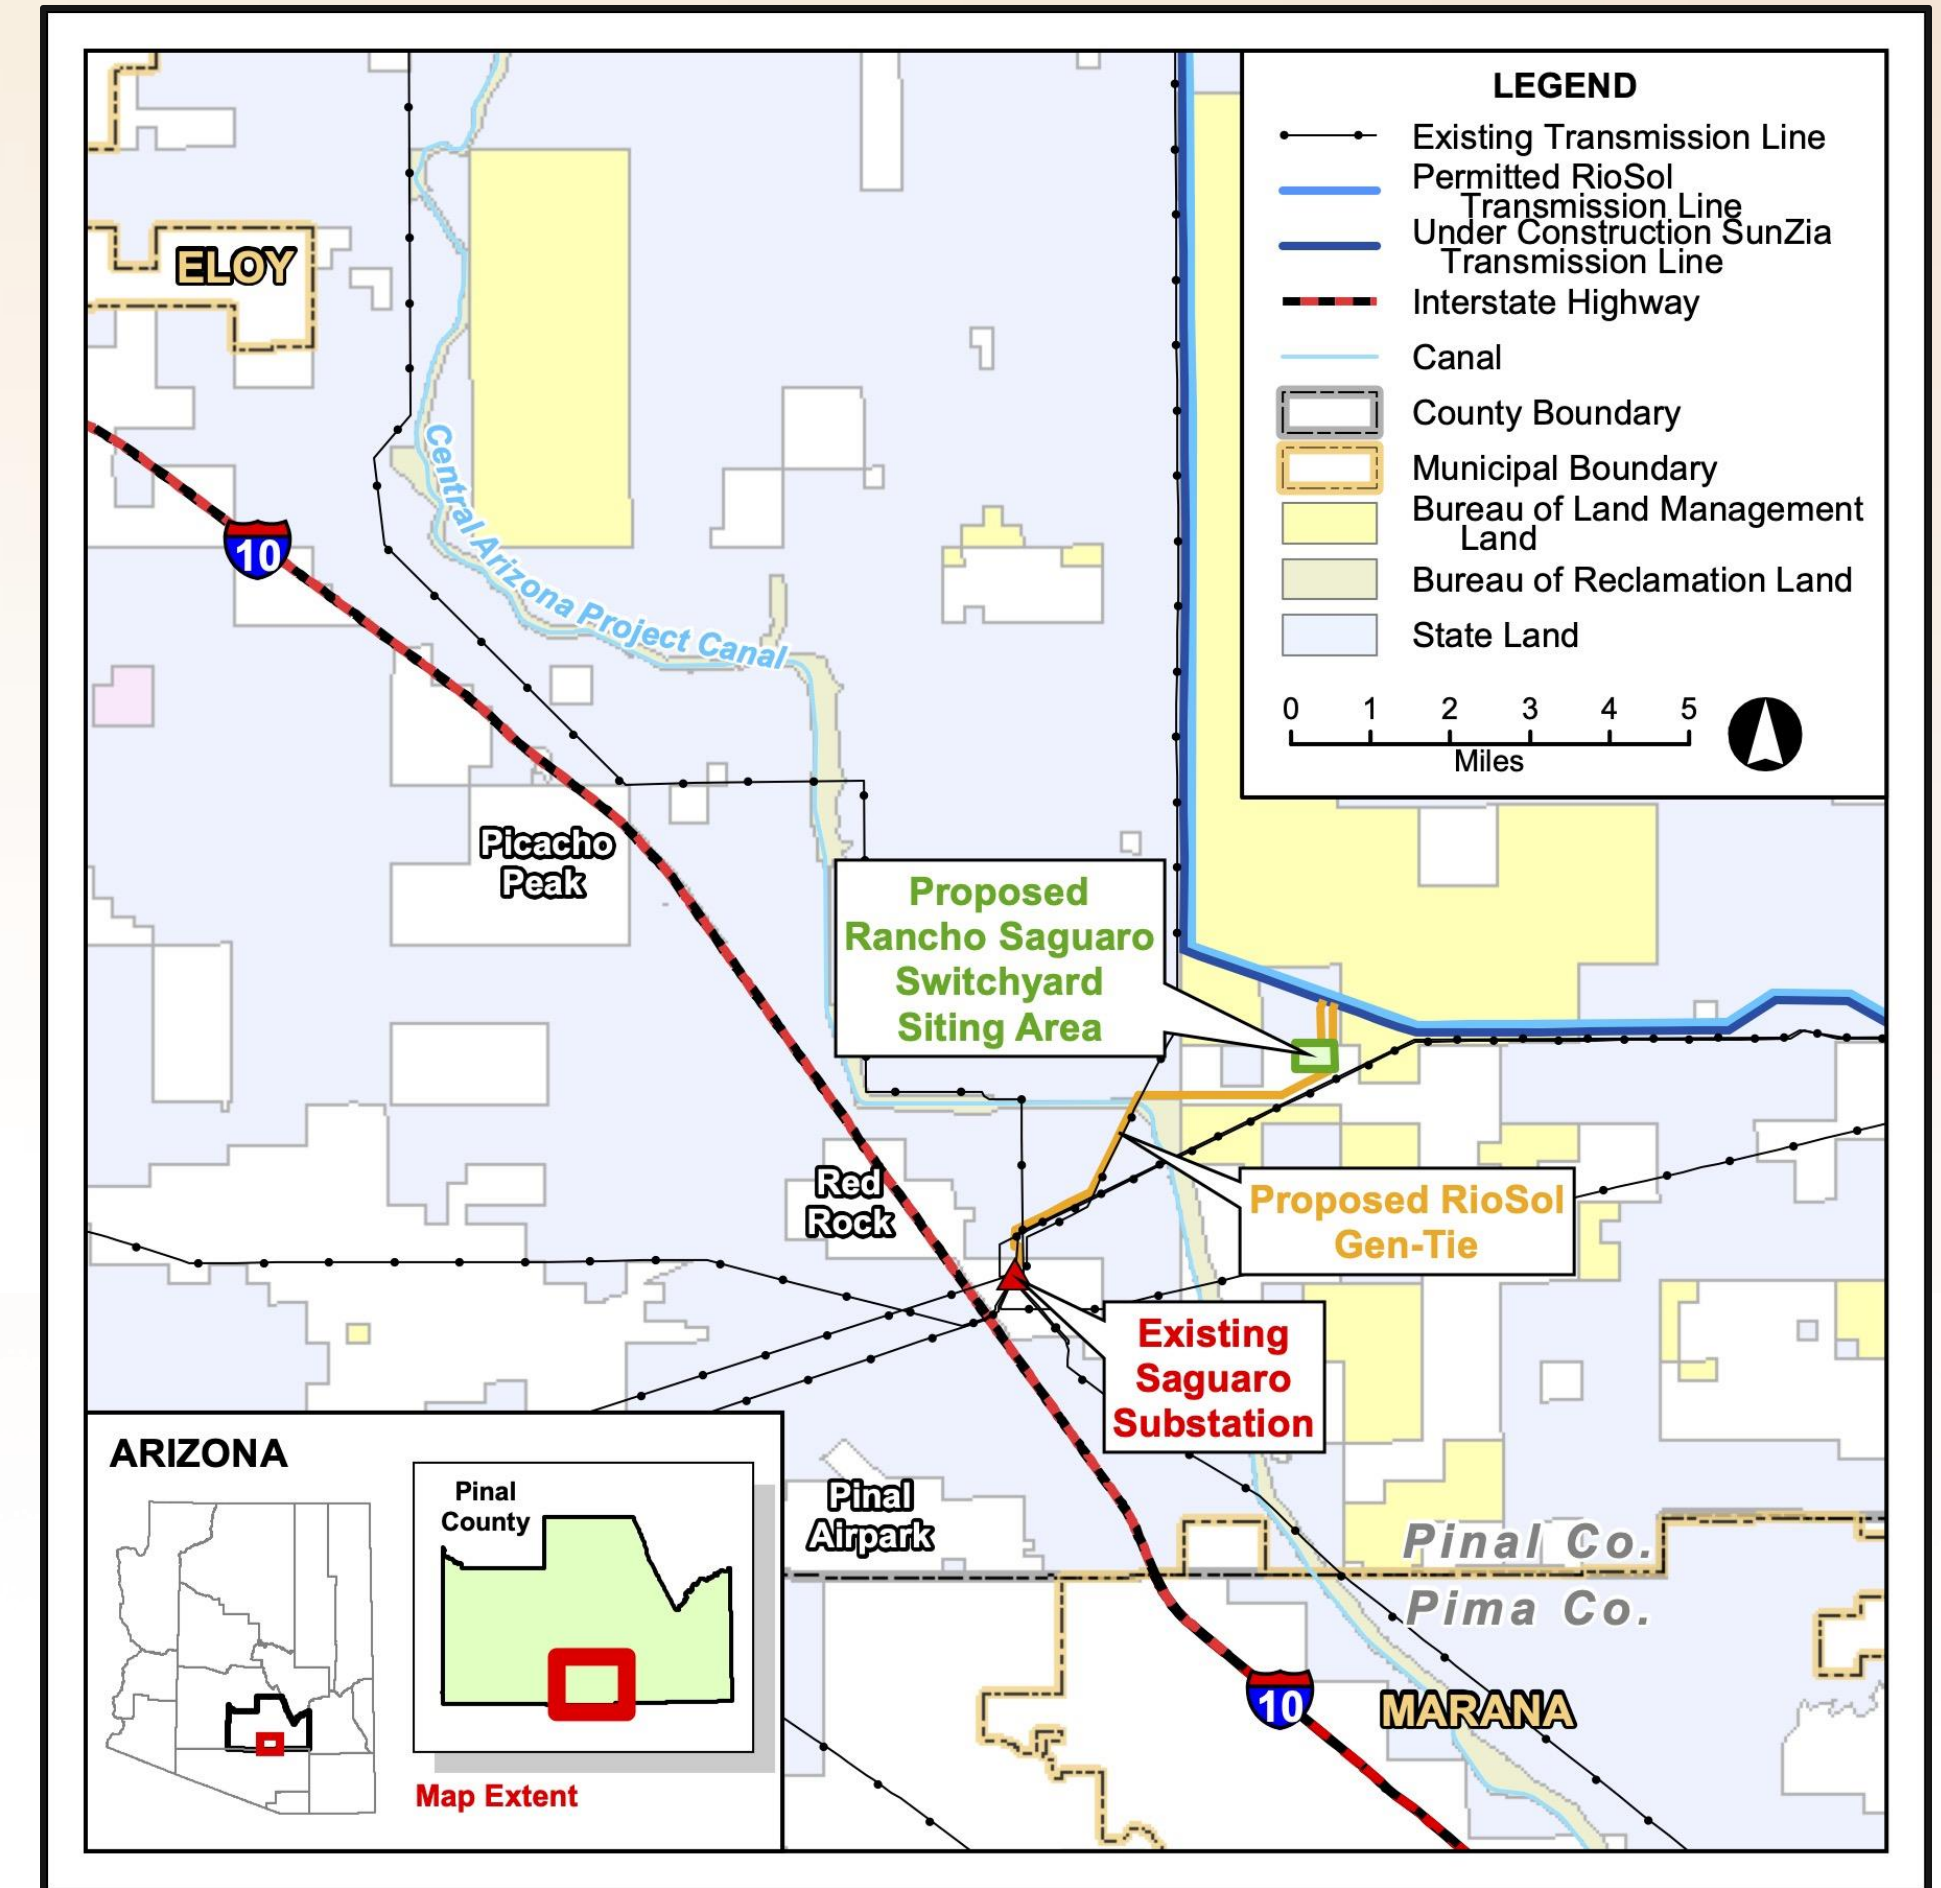 LEGEND
Existing Transmission Line
Permitted RioSol
Transmission Line
Under Construction SunZia
Transmission Line
Interstate Highway
Canal
County Boundary
Municipal Boundary
Bureau of Land Management
Land
Bureau of Reclamation Land
State Land
0 1 2 3 4 5
Miles
ELOY
Central Arizona Project Canal
10
Picacho
Peak
Proposed
Rancho Saguaro
Switchyard
Siting Area
Red
Rock
Proposed RioSol
Gen-Tie
Existing
Saguaro
Substation
Pinal
Airpark
Pinal Co.
Pima Co.
10
MARANA
ARIZONA
Pinal
County
Map Extent